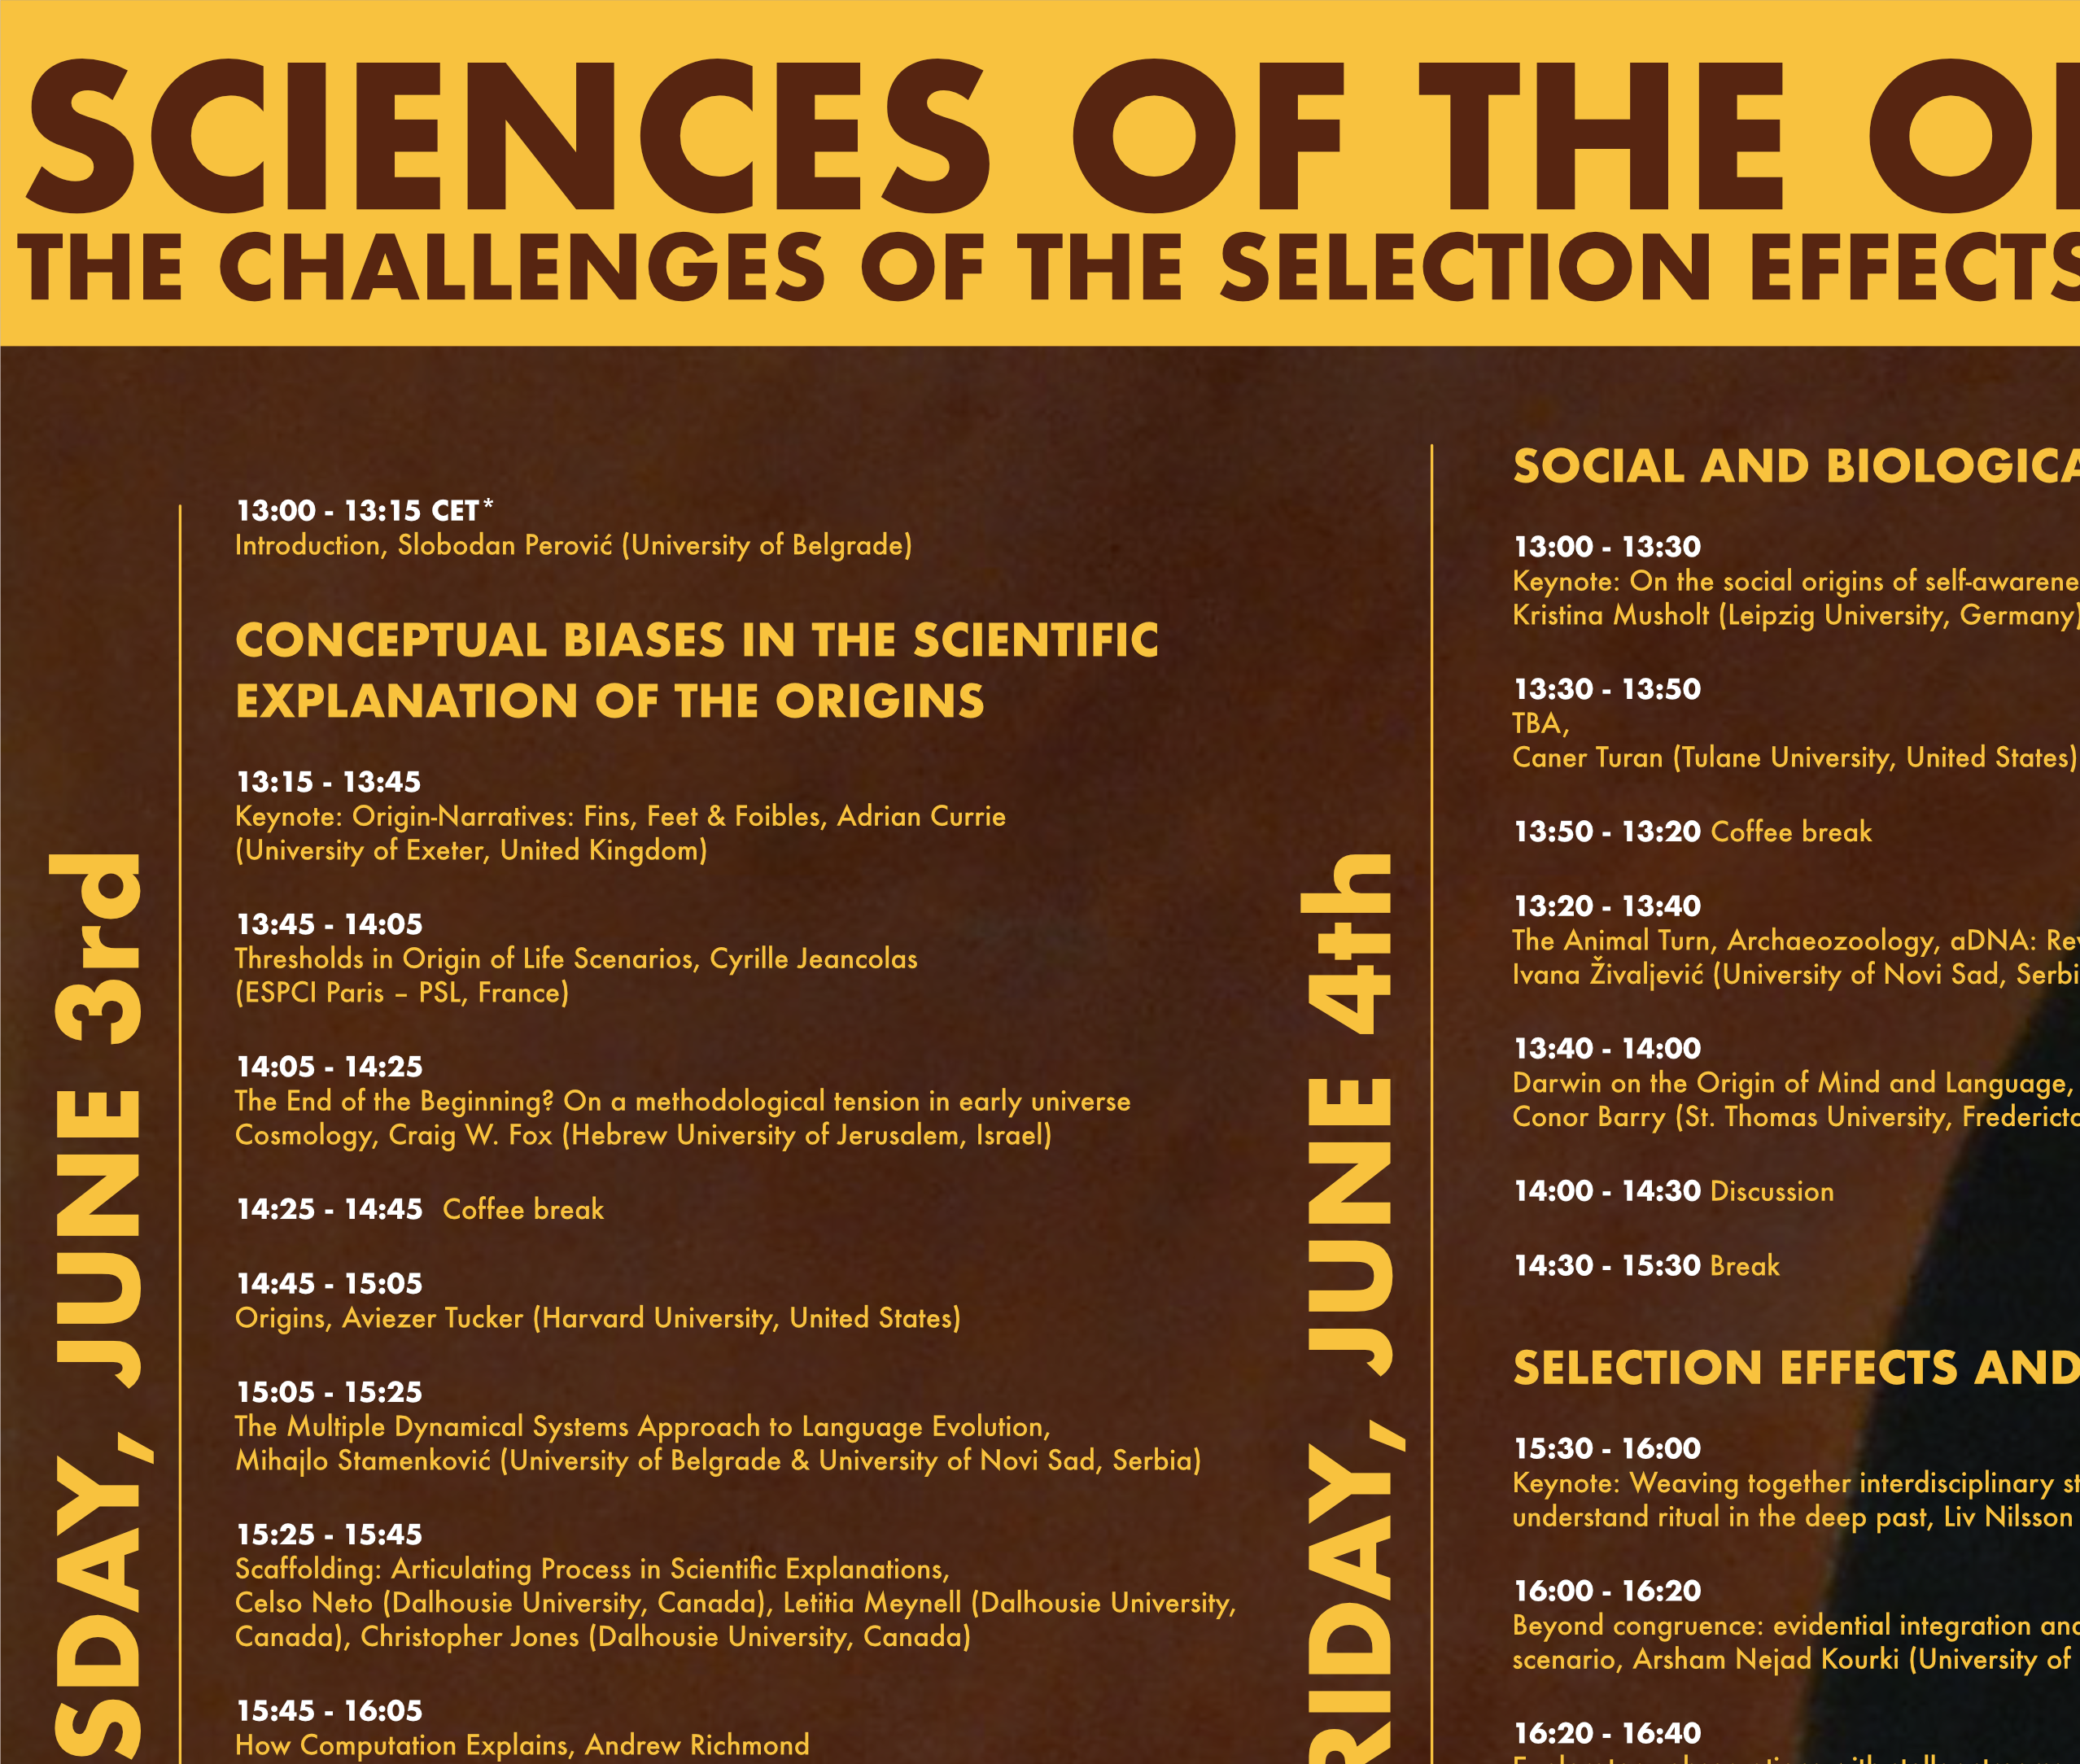 SCIENCES OF THE
THE CHALLENGES OF THE SELECTION EFFECTS
SDAY, JUNE 3rd
13:00 - 13:15 CET*
Introduction, Slobodan Perović (University of Belgrade)
CONCEPTUAL BIASES IN THE SCIENTIFIC
EXPLANATION OF THE ORIGINS
13:15 - 13:45
Keynote: Origin-Narratives: Fins, Feet & Foibles, Adrian Currie
(University of Exeter, United Kingdom)
13:45 - 14:05
Thresholds in Origin of Life Scenarios, Cyrille Jeancolas
(ESPCI Paris – PSL, France)
14:05 - 14:25
The End of the Beginning? On a methodological tension in early universe
Cosmology, Craig W. Fox (Hebrew University of Jerusalem, Israel)
14:25 - 14:45 Coffee break
14:45 - 15:05
Origins, Aviezer Tucker (Harvard University, United States)
15:05 - 15:25
The Multiple Dynamical Systems Approach to Language Evolution,
Mihajlo Stamenković (University of Belgrade & University of Novi Sad, Serbia)
15:25 - 15:45
Scaffolding: Articulating Process in Scientific Explanations,
Celso Neto (Dalhousie University, Canada), Letitia Meynell (Dalhousie University,
Canada), Christopher Jones (Dalhousie University, Canada)
15:45 - 16:05
How Computation Explains, Andrew Richmond
RIDAY, JUNE 4th
SOCIAL AND BIOLOGICA
13:00 - 13:30
Keynote: On the social origins of self-awarene
Kristina Musholt (Leipzig University, Germany)
13:30 - 13:50
TBA,
Caner Turan (Tulane University, United States)
13:50 - 13:20 Coffee break
13:20 - 13:40
The Animal Turn, Archaeozoology, aDNA: Re
Ivana Živaljević (University of Novi Sad, Serbi
13:40 - 14:00
Darwin on the Origin of Mind and Language,
Conor Barry (St. Thomas University, Fredericto
14:00 - 14:30 Discussion
14:30 - 15:30 Break
SELECTION EFFECTS AND
15:30 - 16:00
Keynote: Weaving together interdisciplinary st
understand ritual in the deep past, Liv Nilsson
16:00 - 16:20
Beyond congruence: evidential integration and
scenario, Arsham Nejad Kourki (University of
16:20 - 16:40